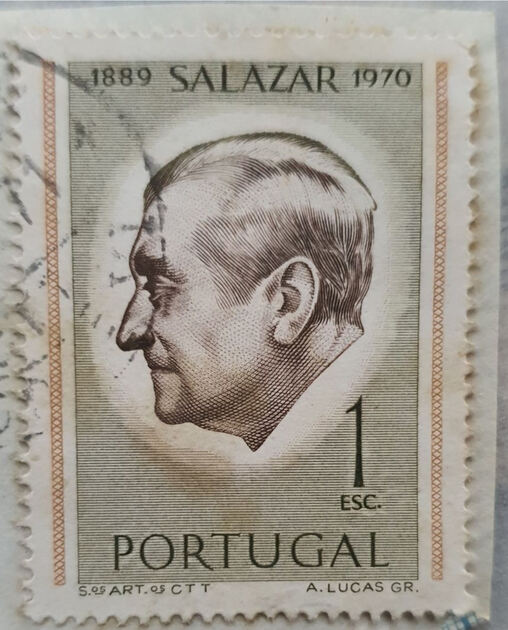 1889 SALAZAR 1970
1
ESC.
PORTUGAL
S.OS ART.OS CTT A. LUCAS GR.